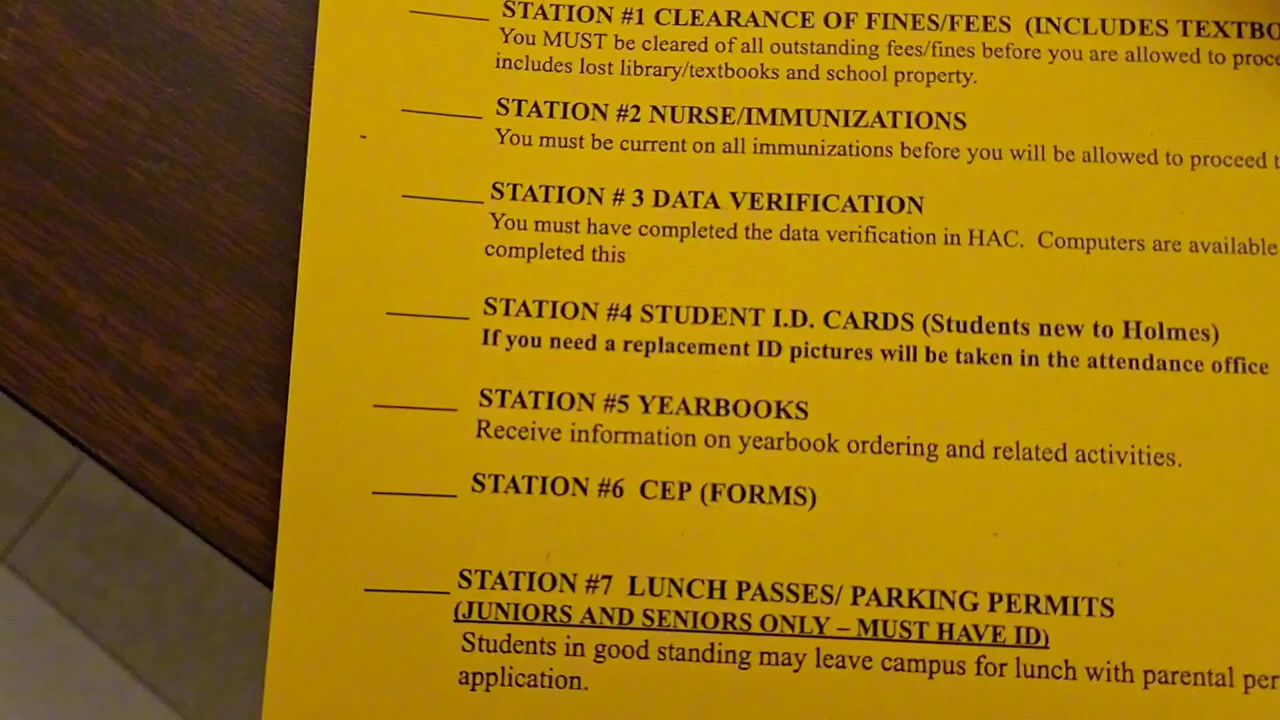 STATION #1 CLEARANCE OF FINES/FEES (INCLUDES
You MUST be cleared of all outstanding fees/fines before you are allowed to
includes lost library/textbooks and school property.
STATION #2 NURSE/IMMUNIZATIONS
You must be current on all immunizations before you will be allowed to proceed
STATION # 3 DATA VERIFICATION
You must have completed the data verification in HAC. Computers are available
completed this
STATION #4 STUDENT I.D. CARDS (Students new to Holmes)
If you need a replacement ID pictures will be taken in the attendance office
STATION #5 YEARBOOKS
Receive information on yearbook ordering and related activities.
STATION #6 CEP (FORMS)
STATION #7 LUNCH PASSES/ PARKING PERMITS
(JUNIORS AND SENIORS ONLY – MUST HAVE ID)
Students in good standing may leave campus for lunch with parental
application.